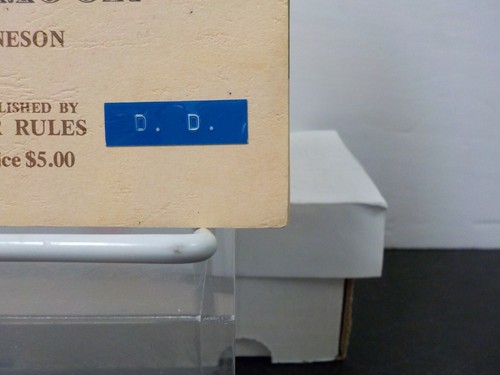 NESON
LISHED BY
RULES
ice $5.00
D. D.